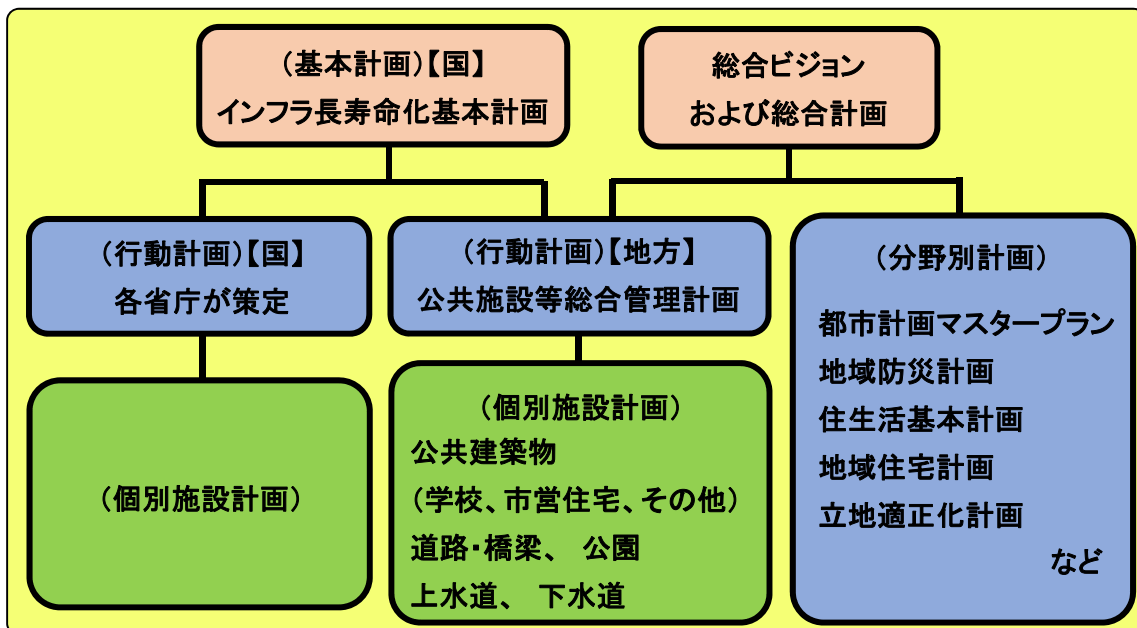 (基本計画)【国】
インフラ長寿命化基本計画
総合ビジョン
および総合計画
(行動計画)【国】
各省庁が策定
(行動計画)【地方】
公共施設等総合管理計画
(分野別計画)
都市計画マスタープラン
地域防災計画
住生活基本計画
地域住宅計画
立地適正化計画
など
(個別施設計画)
(個別施設計画)
公共建築物
(学校、市営住宅、その他)
道路・橋梁、 公園
上水道、 下水道